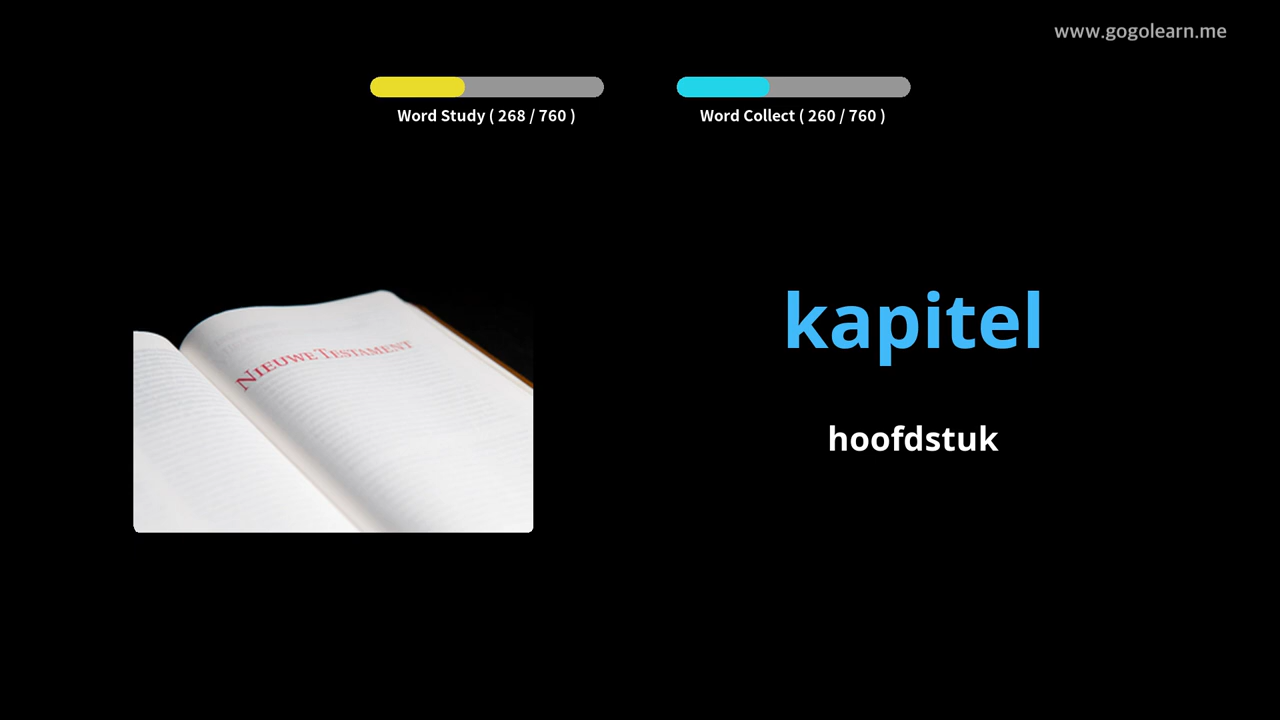 www.gogolearn.me
Word Study ( 268 / 760 )
Word Collect ( 260 / 760 )
NIEUWE TESTAMENT
kapitel
hoofdstuk